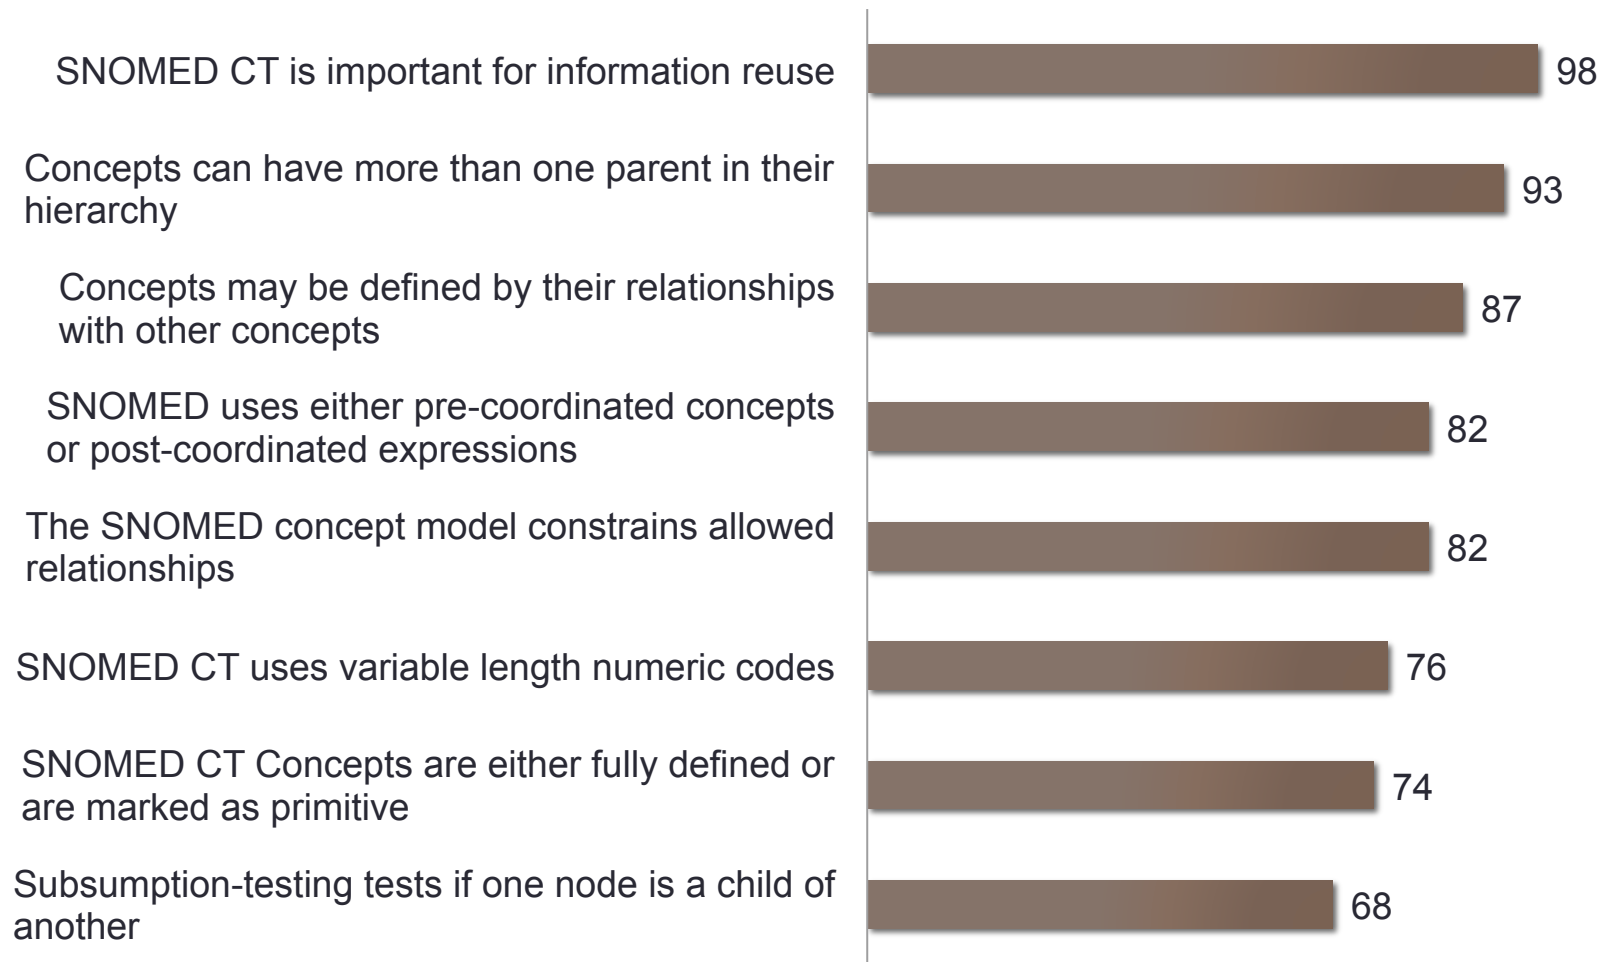 SNOMED CT is important for information reuse
98
Concepts can have more than one parent in their
hierarchy
93
Concepts may be defined by their relationships
with other concepts
87
SNOMED uses either pre-coordinated concepts
or post-coordinated expressions
82
The SNOMED concept model constrains allowed
relationships
82
SNOMED CT uses variable length numeric codes
76
SNOMED CT Concepts are either fully defined or
are marked as primitive
74
Subsumption-testing tests if one node is a child of
another
68